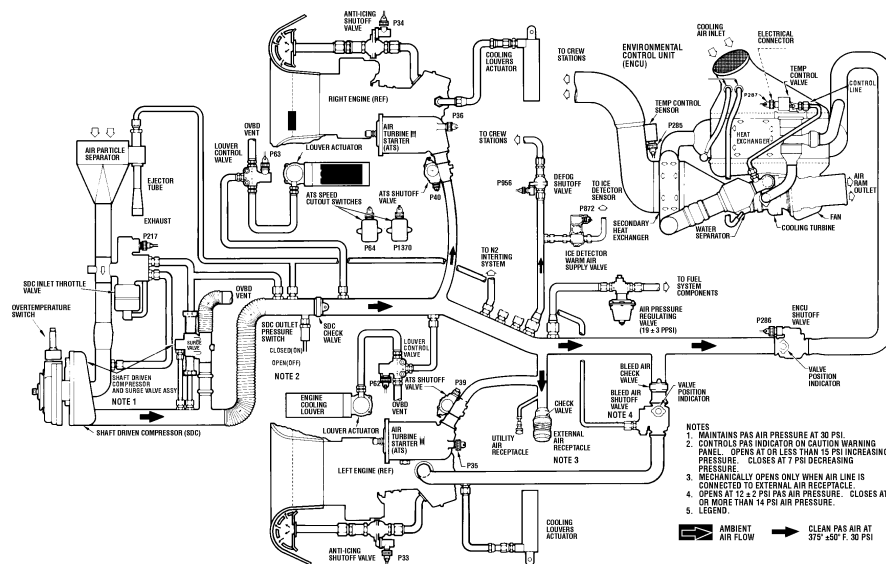 ANTI-ICING
SHUTOFF
VALVE
P34
COOLING
LOUVERS
ACTUATOR
TO CREW
STATIONS
ENVIRONMENTAL
CONTROL UNIT
(ENCU)
COOLING
AIR INLET
ELECTRICAL
CONNECTOR
TEMP
CONTROL
VALVE
CONTROL
LINE
P267
RIGHT ENGINE (REF)
TEMP CONTROL
SENSOR
P285
HEAT
EXCHANGER
AIR PARTICLE
SEPARATOR
LOUVER
CONTROL
VALVE
OVBD
VENT
P63
LOUVER ACTUATOR
AIR
TURBINE
STARTER
(ATS)
P36
TO CREW
STATIONS
EJECTOR
TUBE
EXHAUST
ATS SPEED
CUTOUT SWITCHES
ATS SHUTOFF
VALVE
P40
P956
DEFOG
SHUTOFF
VALVE
AIR
RAM
OUTLET
P64
P1370
P872
TO ICE
DETECTOR
SENSOR
SECONDARY
HEAT
EXCHANGER
WATER
SEPARATOR
FAN
COOLING TURBINE
P217
TO N2
INTERTING
SYSTEM
ICE DETECTOR
WARM AIR
SUPPLY VALVE
SDC INLET THROTTLE
VALVE
OVBD
VENT
TO FUEL
SYSTEM
COMPONENTS
OVERTEMPERATURE
SWITCH
SDC OUTLET
PRESSURE
SWITCH
SDC
CHECK
VALVE
AIR PRESSURE
REGULATING
VALVE
(19 ± 3 PPSI)
P286
ENCU
SHUTOFF
VALVE
SURGE
VALVE
CLOSED(ON)
OPEN(OFF)
NOTE 2
LOUVER
CONTROL
VALVE
P62
ATS SHUTOFF
VALVE
P39
BLEED AIR
CHECK
VALVE
VALVE
POSITION
INDICATOR
SHAFT DRIVEN
COMPRESSOR
AND SURGE VALVE ASSY
NOTE 1
BLEED AIR
SHUTOFF
VALVE
NOTE 4
VALVE
POSITION
INDICATOR
ENGINE
COOLING
LOUVER
OVBD
VENT
CHECK
VALVE
SHAFT DRIVEN COMPRESSOR (SDC)
LOUVER ACTUATOR
AIR
TURBINE
STARTER
(ATS)
P35
UTILITY
AIR
RECEPTACLE
EXTERNAL
AIR
RECEPTACLE
NOTE 3
LEFT ENGINE (REF)
COOLING
LOUVERS
ACTUATOR
ANTI-ICING
SHUTOFF VALVE
P33
NOTES
1. MAINTAINS PAS AIR PRESSURE AT 30 PSI.
2. CONTROLS PAS INDICATOR ON CAUTION WARNING
PANEL. OPENS AT OR LESS THAN 15 PSI INCREASING
PRESSURE. CLOSES AT 7 PSI DECREASING
PRESSURE.
3. MECHANICALLY OPENS ONLY WHEN AIR LINE IS
CONNECTED TO EXTERNAL AIR RECEPTACLE.
4. OPENS AT 12 ± 2 PSI PAS AIR PRESSURE. CLOSES AT
OR MORE THAN 14 PSI AIR PRESSURE.
5. LEGEND.
AMBIENT
AIR FLOW
CLEAN PAS AIR AT
375° ±50° F. 30 PSI